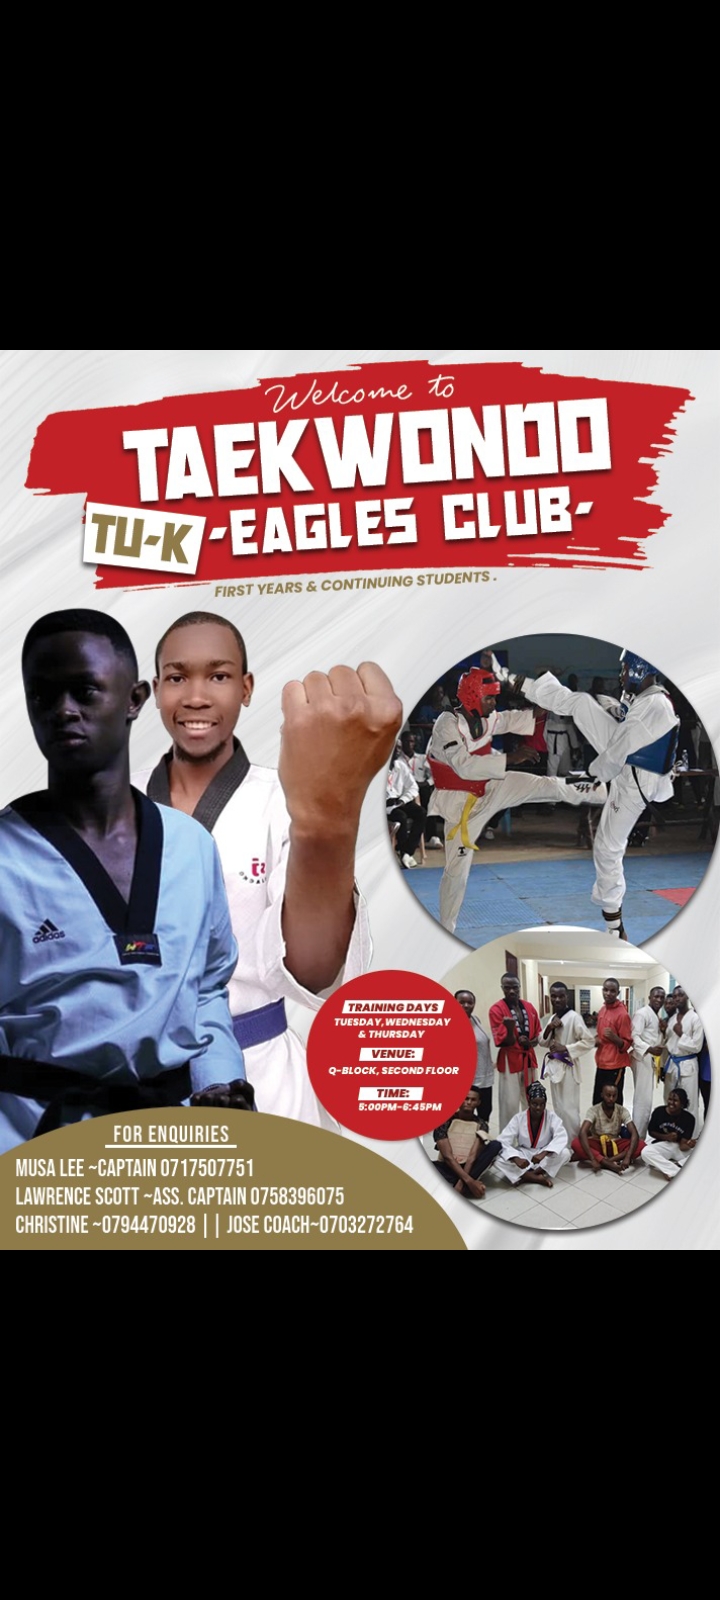 Welcome to
TAEKWONDO
TU-K -EAGLES CLUB-
FIRST YEARS & CONTINUING STUDENTS .
adidas
TRAINING DAYS
TUESDAY, WEDNESDAY
& THURSDAY
VENUE:
Q-BLOCK, SECOND FLOOR
TIME:
5:00PM-6:45PM
FOR ENQUIRIES
MUSA LEE ~CAPTAIN 0717507751
LAWRENCE SCOTT ~ASS. CAPTAIN 0758396075
CHRISTINE ~0794470928 || JOSE COACH~0703272764